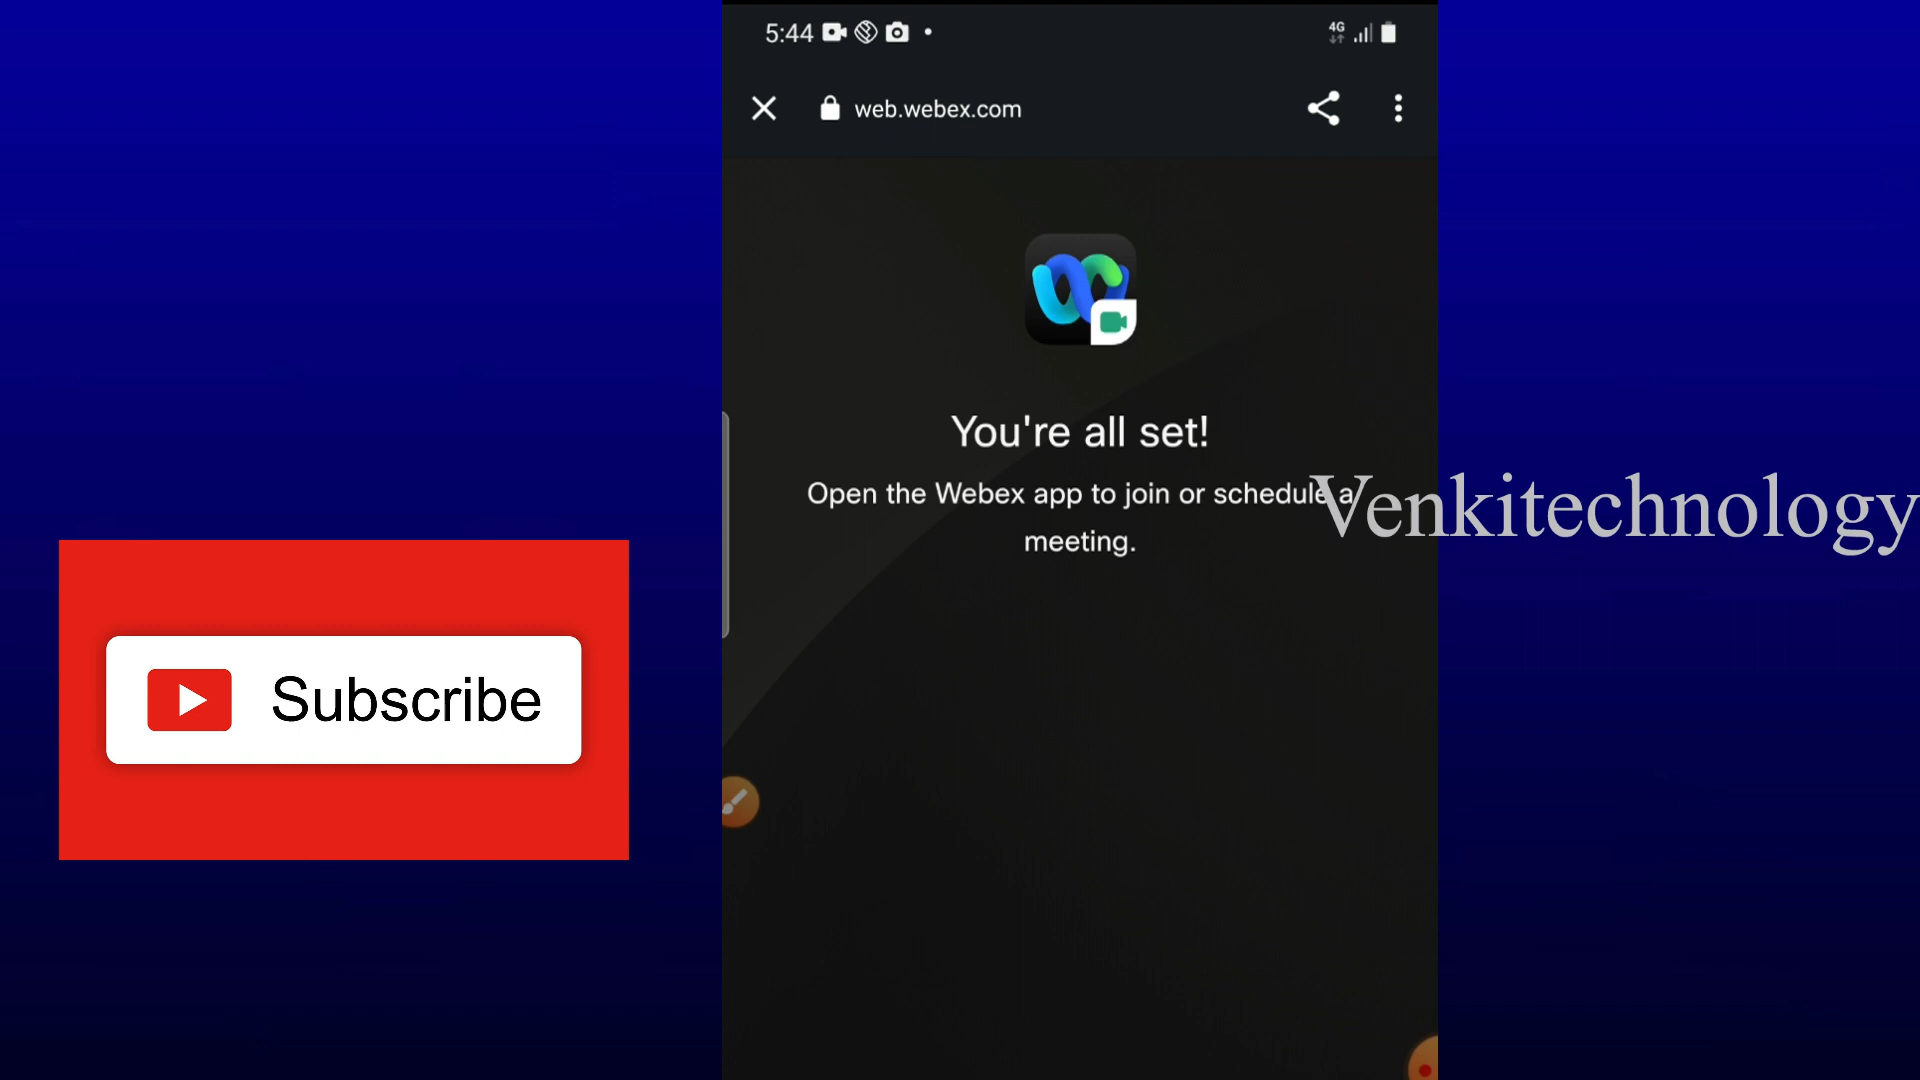 5:44
4G
web.webex.com
You're all set!
Open the Webex app to join or schedule a
meeting.
Venkitechnology
Subscribe